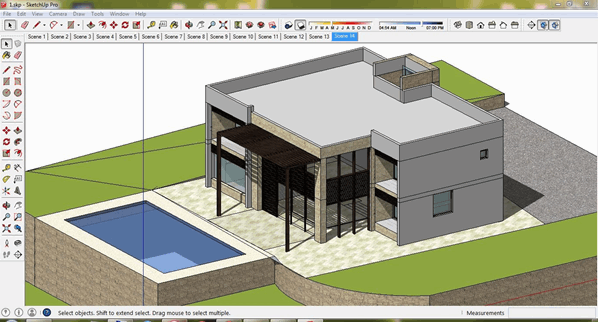 1.skp - SketchUp Pro
File Edit View Camera Draw Tools Window Help
J F M A M J J A S O N D 04:54 AM Noon 07:00 PM
Scene 1 Scene 2 Scene 3 Scene 4 Scene 5 Scene 6 Scene 7 Scene 8 Scene 9 Scene 10 Scene 11 Scene 12 Scene 13 Scene 14
Select objects. Shift to extend select. Drag mouse to select multiple. Measurements